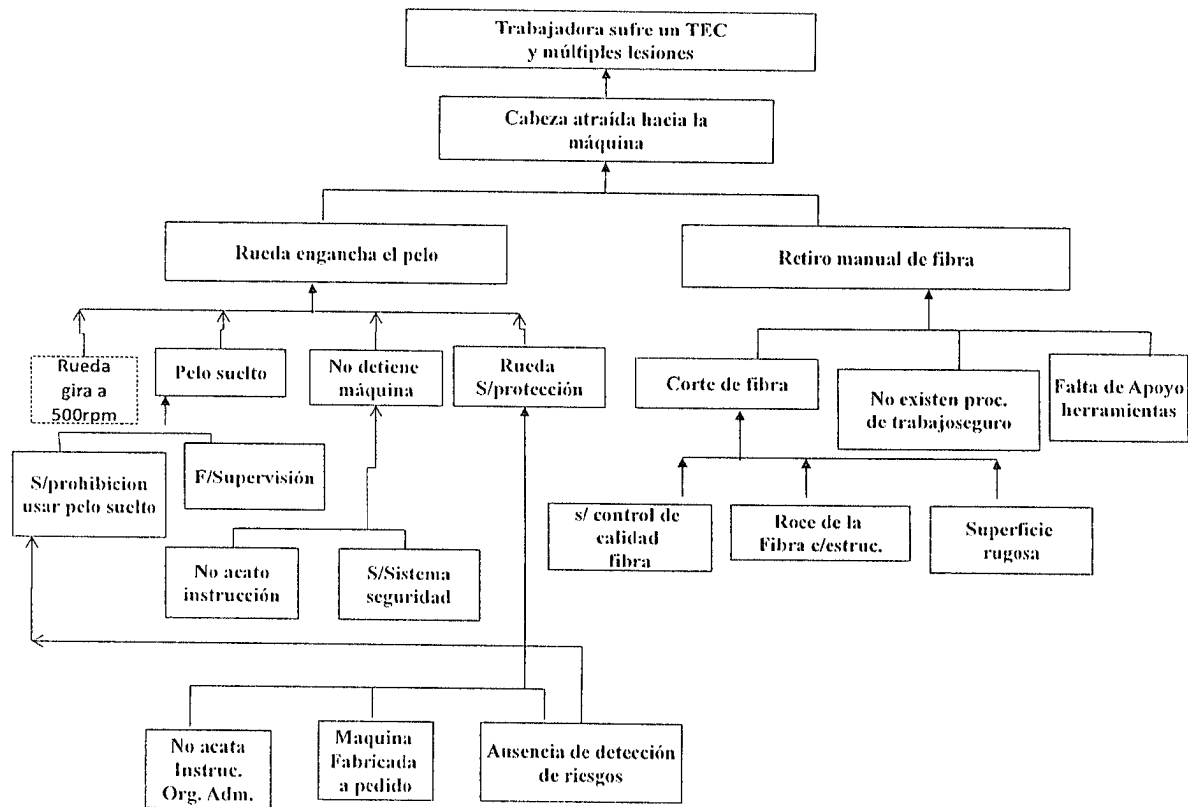 Trabajadora sufre un TEC
y múltiples lesiones
Cabeza atraída hacia la
máquina
Rueda engancha el pelo
Retiro manual de fibra
Rueda
gira a
500rpm
Pelo suelto
No detiene
máquina
Rueda
S/protección
Corte de fibra
No existen proc.
de trabajoseguro
Falta de Apoyo
herramientas
S/prohibicion
usar pelo suelto
F/Supervisión
No acato
instrucción
S/Sistema
seguridad
s/ control de
calidad
fibra
Roce de la
Fibra c/estruc.
Superficie
rugosa
No acata
Instruc.
Org. Adm.
Maquina
Fabricada
a pedido
Ausencia de detección
de riesgos